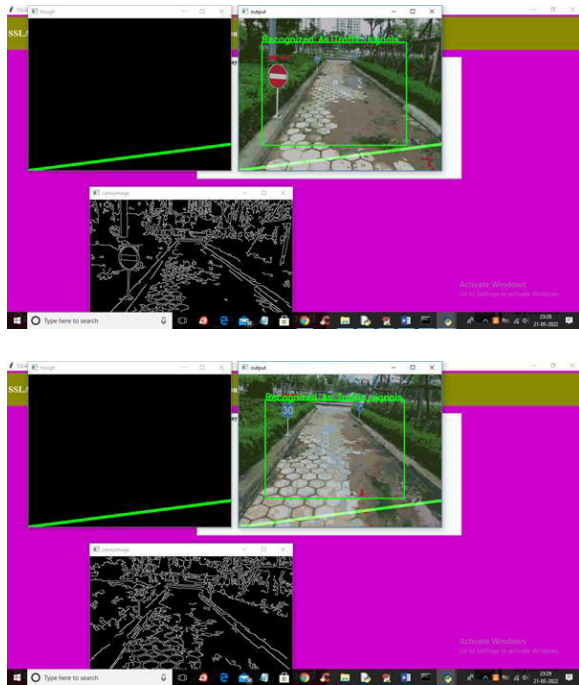 hough
output
SSL
Recognized As Traffic signals
cannyImage
Activate Windows
Go to Settings to activate Windows.
Type here to search
23:28
21-05-2022
hough
output
SSL
Recognized As Traffic signals
30
cannyImage
Activate Windows
Go to Settings to activate Windows.
Type here to search
23:29
21-05-2022